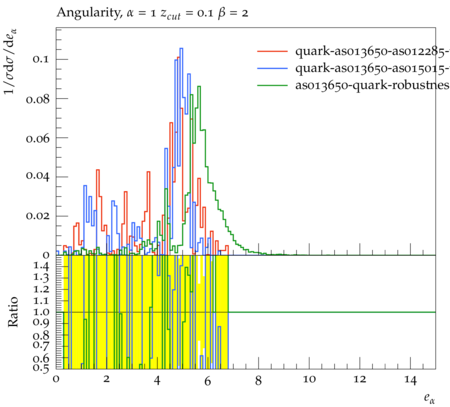 Angularity, α = 1 z_cut = 0.1 β = 2
1/σdσ/de_α
quark-as013650-as012285-
quark-as013650-as015015-
as013650-quark-robustnes
0.1
0.08
0.06
0.04
0.02
0
Ratio
1.4
1.3
1.2
1.1
1.0
0.9
0.8
0.7
0.6
0.5
0 2 4 6 8 10 12 14
e_α